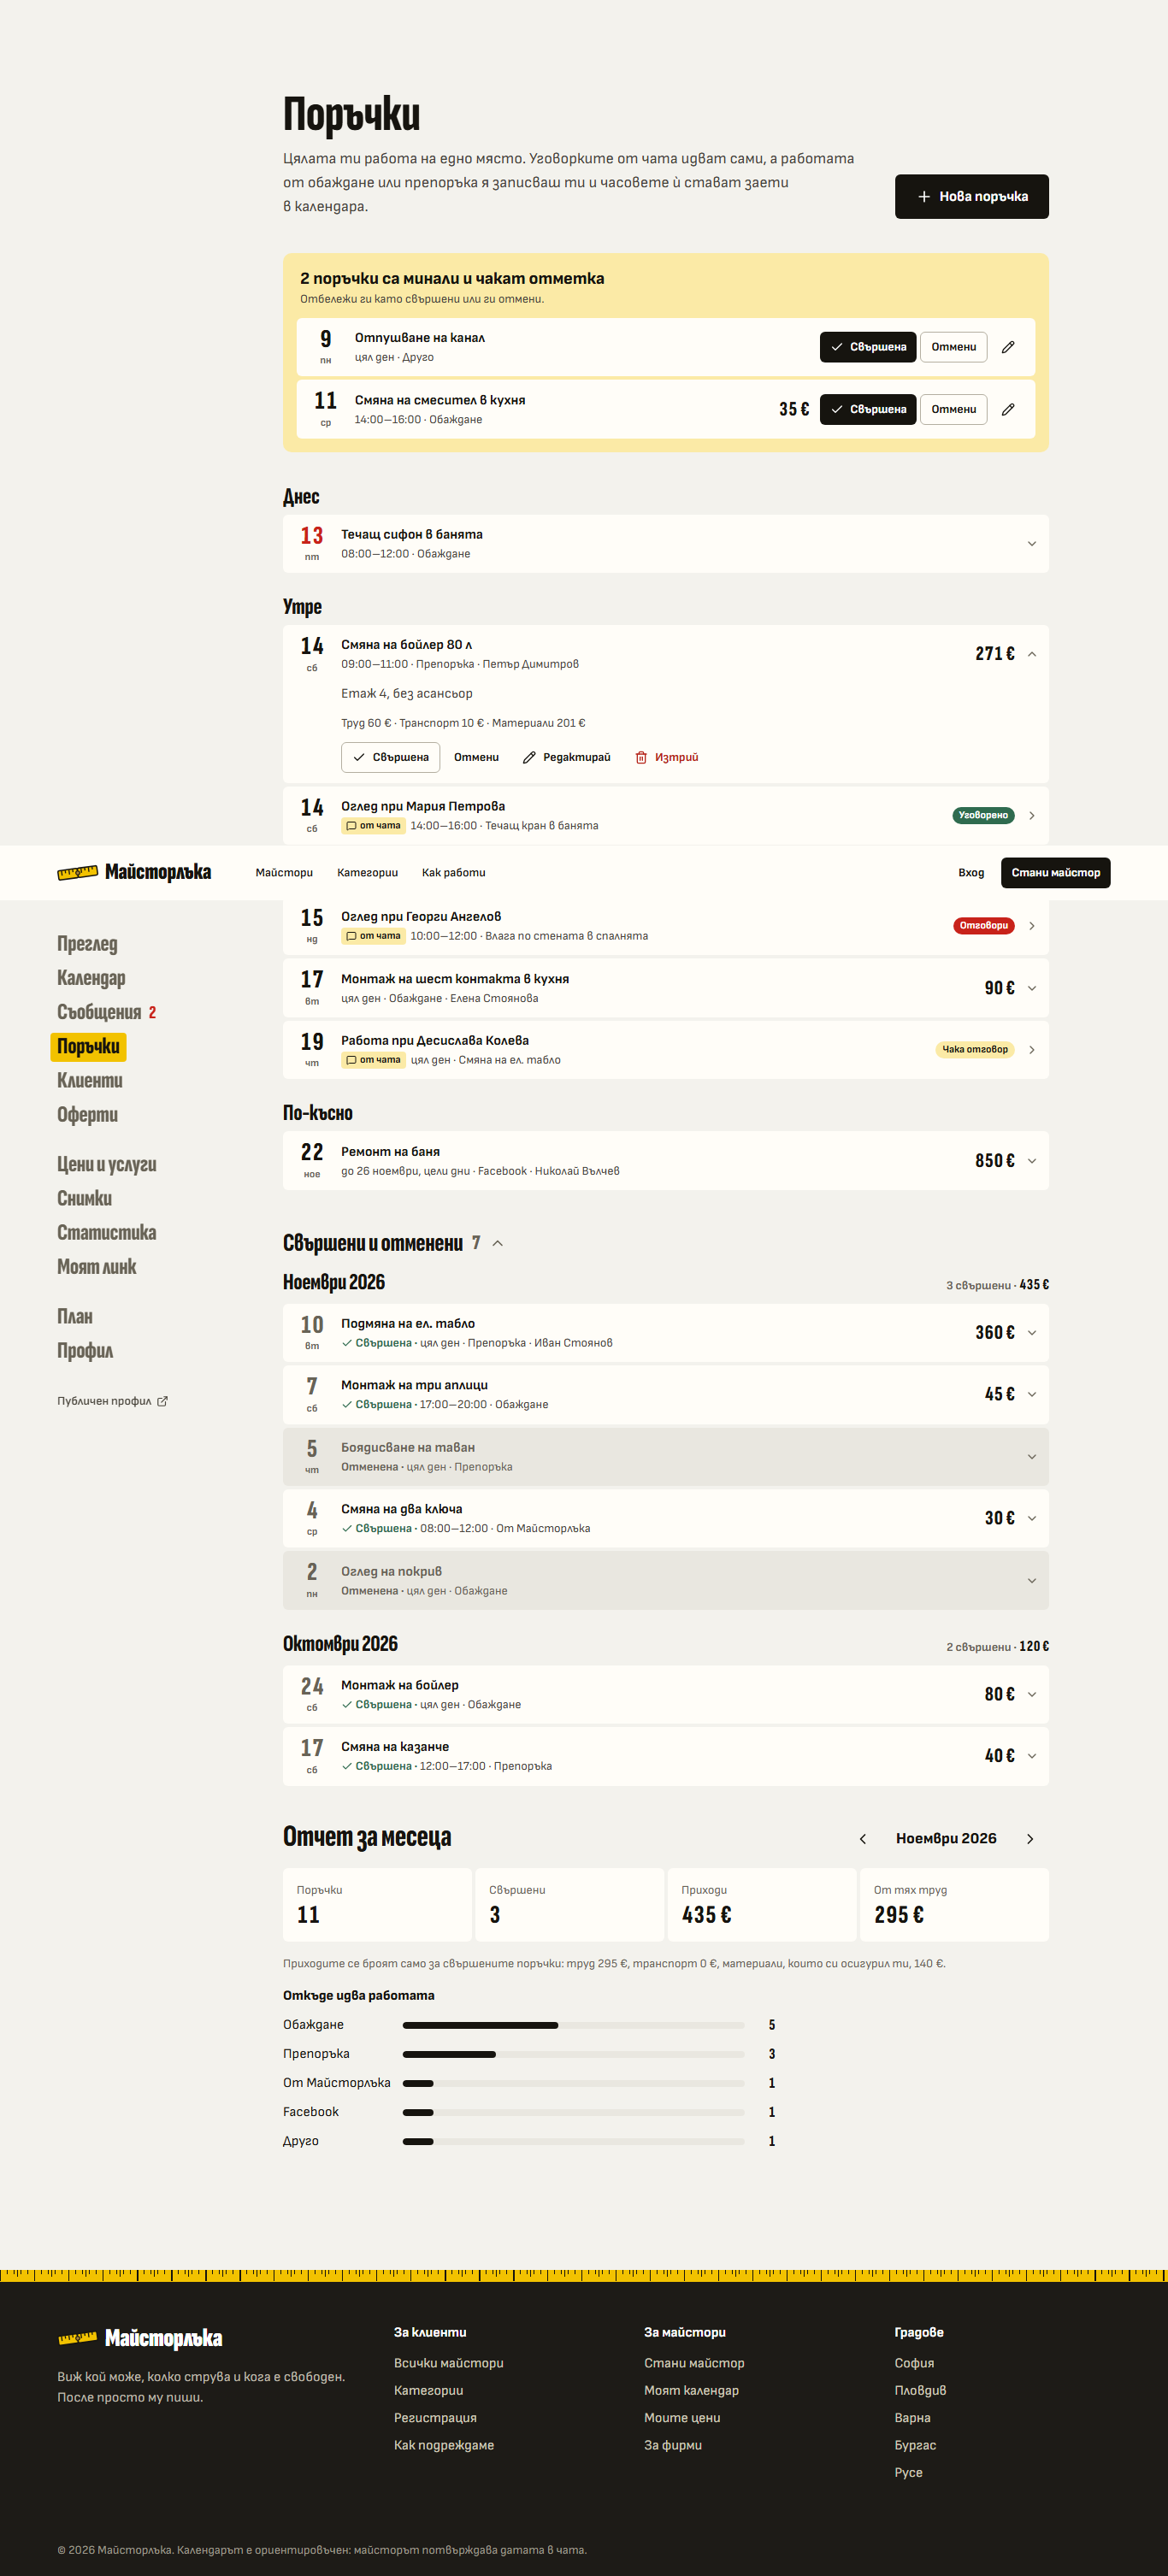 Поръчки
Цялата ти работа на едно място. Уговорките от чата идват сами, а работата
от обаждане или препоръка я записваш ти и часовете ѝ стават заети
в календара.
Нова поръчка
2 поръчки са минали и чакат отметка
Отбележи ги като свършени или ги отмени.
9 Отпушване на канал
пн цял ден · Друго
Свършена Отмени
11 Смяна на смесител в кухня
ср 14:00–16:00 · Обаждане
35 € Свършена Отмени
Днес
13 Течащ сифон в банята
пт 08:00–12:00 · Обаждане
Утре
14 Смяна на бойлер 80 л
сб 09:00–11:00 · Препоръка · Петър Димитров
271 €
Етаж 4, без асансьор
Труд 60 € · Транспорт 10 € · Материали 201 €
Свършена Отмени Редактирай Изтрий
14 Оглед при Мария Петрова
сб от чата 14:00–16:00 · Течащ кран в банята
Уговорено
Майсторлъка Майстори Категории Как работи Вход Стани майстор
15 Оглед при Георги Ангелов
нд от чата 10:00–12:00 · Влага по стената в спалнята
Отговори
17 Монтаж на шест контакта в кухня
вт цял ден · Обаждане · Елена Стоянова
90 €
19 Работа при Десислава Колева
чт от чата цял ден · Смяна на ел. табло
Чака отговор
Преглед
Календар
Съобщения 2
Поръчки
Клиенти
Оферти
Цени и услуги
Снимки
Статистика
Моят линк
План
Профил
Публичен профил
По-късно
22 Ремонт на баня
ное до 26 ноември, цели дни · Facebook · Николай Вълчев
850 €
Свършени и отменени 7
Ноември 2026 3 свършени · 435 €
10 Подмяна на ел. табло
вт Свършена · цял ден · Препоръка · Иван Стоянов
360 €
7 Монтаж на три аплици
сб Свършена · 17:00–20:00 · Обаждане
45 €
5 Боядисване на таван
чт Отменена · цял ден · Препоръка
4 Смяна на два ключа
ср Свършена · 08:00–12:00 · От Майсторлъка
30 €
2 Оглед на покрив
пн Отменена · цял ден · Обаждане
Октомври 2026 2 свършени · 120 €
24 Монтаж на бойлер
сб Свършена · цял ден · Обаждане
80 €
17 Смяна на казанче
сб Свършена · 12:00–17:00 · Препоръка
40 €
Отчет за месеца Ноември 2026
Поръчки Свършени Приходи От тях труд
11 3 435 € 295 €
Приходите се броят само за свършените поръчки: труд 295 €, транспорт 0 €, материали, които си осигурил ти, 140 €.
Откъде идва работата
Обаждане 5
Препоръка 3
От Майсторлъка 1
Facebook 1
Друго 1
Майсторлъка
Виж кой може, колко струва и кога е свободен.
После просто му пиши.
За клиенти
Всички майстори
Категории
Регистрация
Как подреждаме
За майстори
Стани майстор
Моят календар
Моите цени
За фирми
Градове
София
Пловдив
Варна
Бургас
Русе
© 2026 Майсторлъка. Календарът е ориентировъчен: майсторът потвърждава датата в чата.